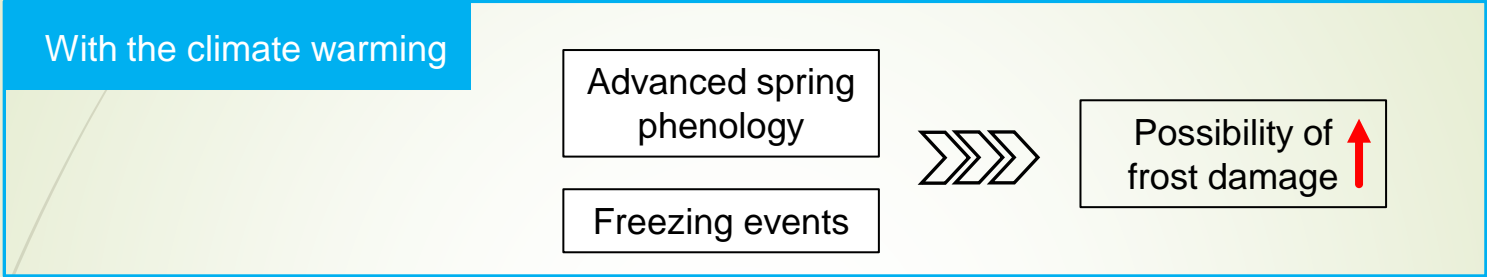 With the climate warming
Advanced spring
phenology
Freezing events
Possibility of
frost damage